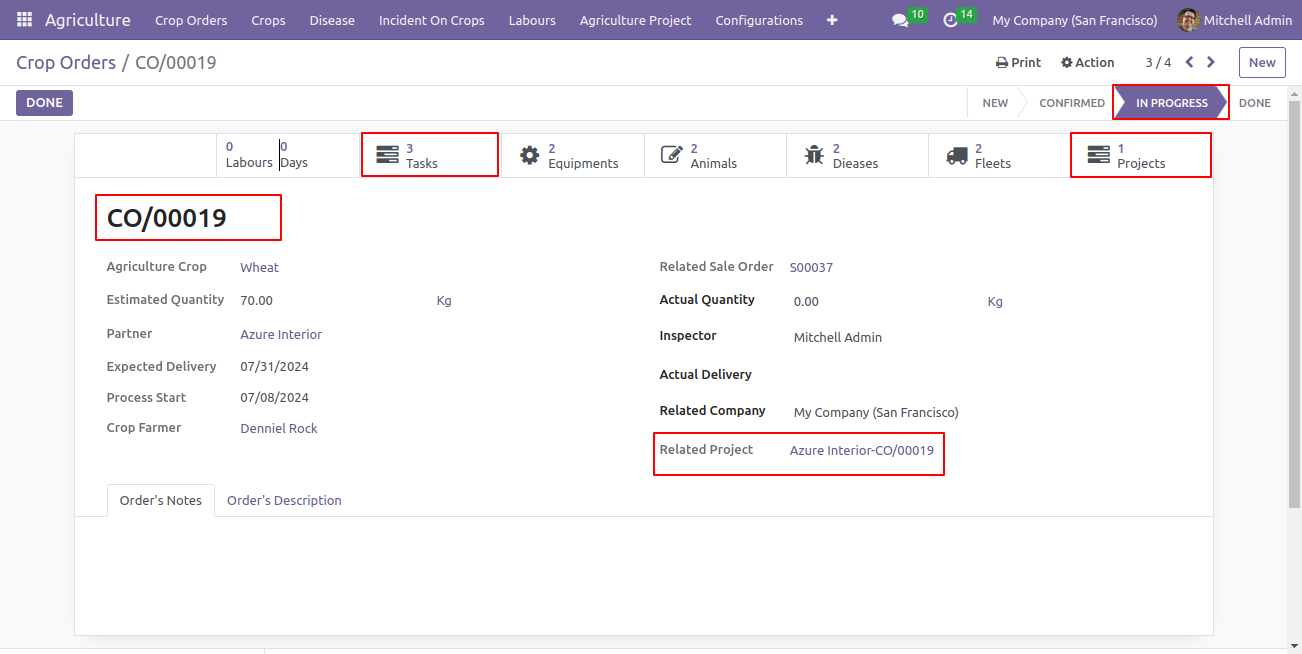 Agriculture Crop Orders Crops Disease Incident On Crops Labours Agriculture Project Configurations + 10 14 My Company (San Francisco) Mitchell Admin
Crop Orders / CO/00019 Print Action 3 / 4 New
DONE NEW CONFIRMED IN PROGRESS DONE
0 Labours 0 Days 3 Tasks 2 Equipments 2 Animals 2 Dieases 2 Fleets 1 Projects
CO/00019
Agriculture Crop Wheat Related Sale Order S00037
Estimated Quantity 70.00 Kg Actual Quantity 0.00 Kg
Partner Azure Interior Inspector Mitchell Admin
Expected Delivery 07/31/2024 Actual Delivery
Process Start 07/08/2024 Related Company My Company (San Francisco)
Crop Farmer Denniel Rock Related Project Azure Interior-CO/00019
Order's Notes Order's Description